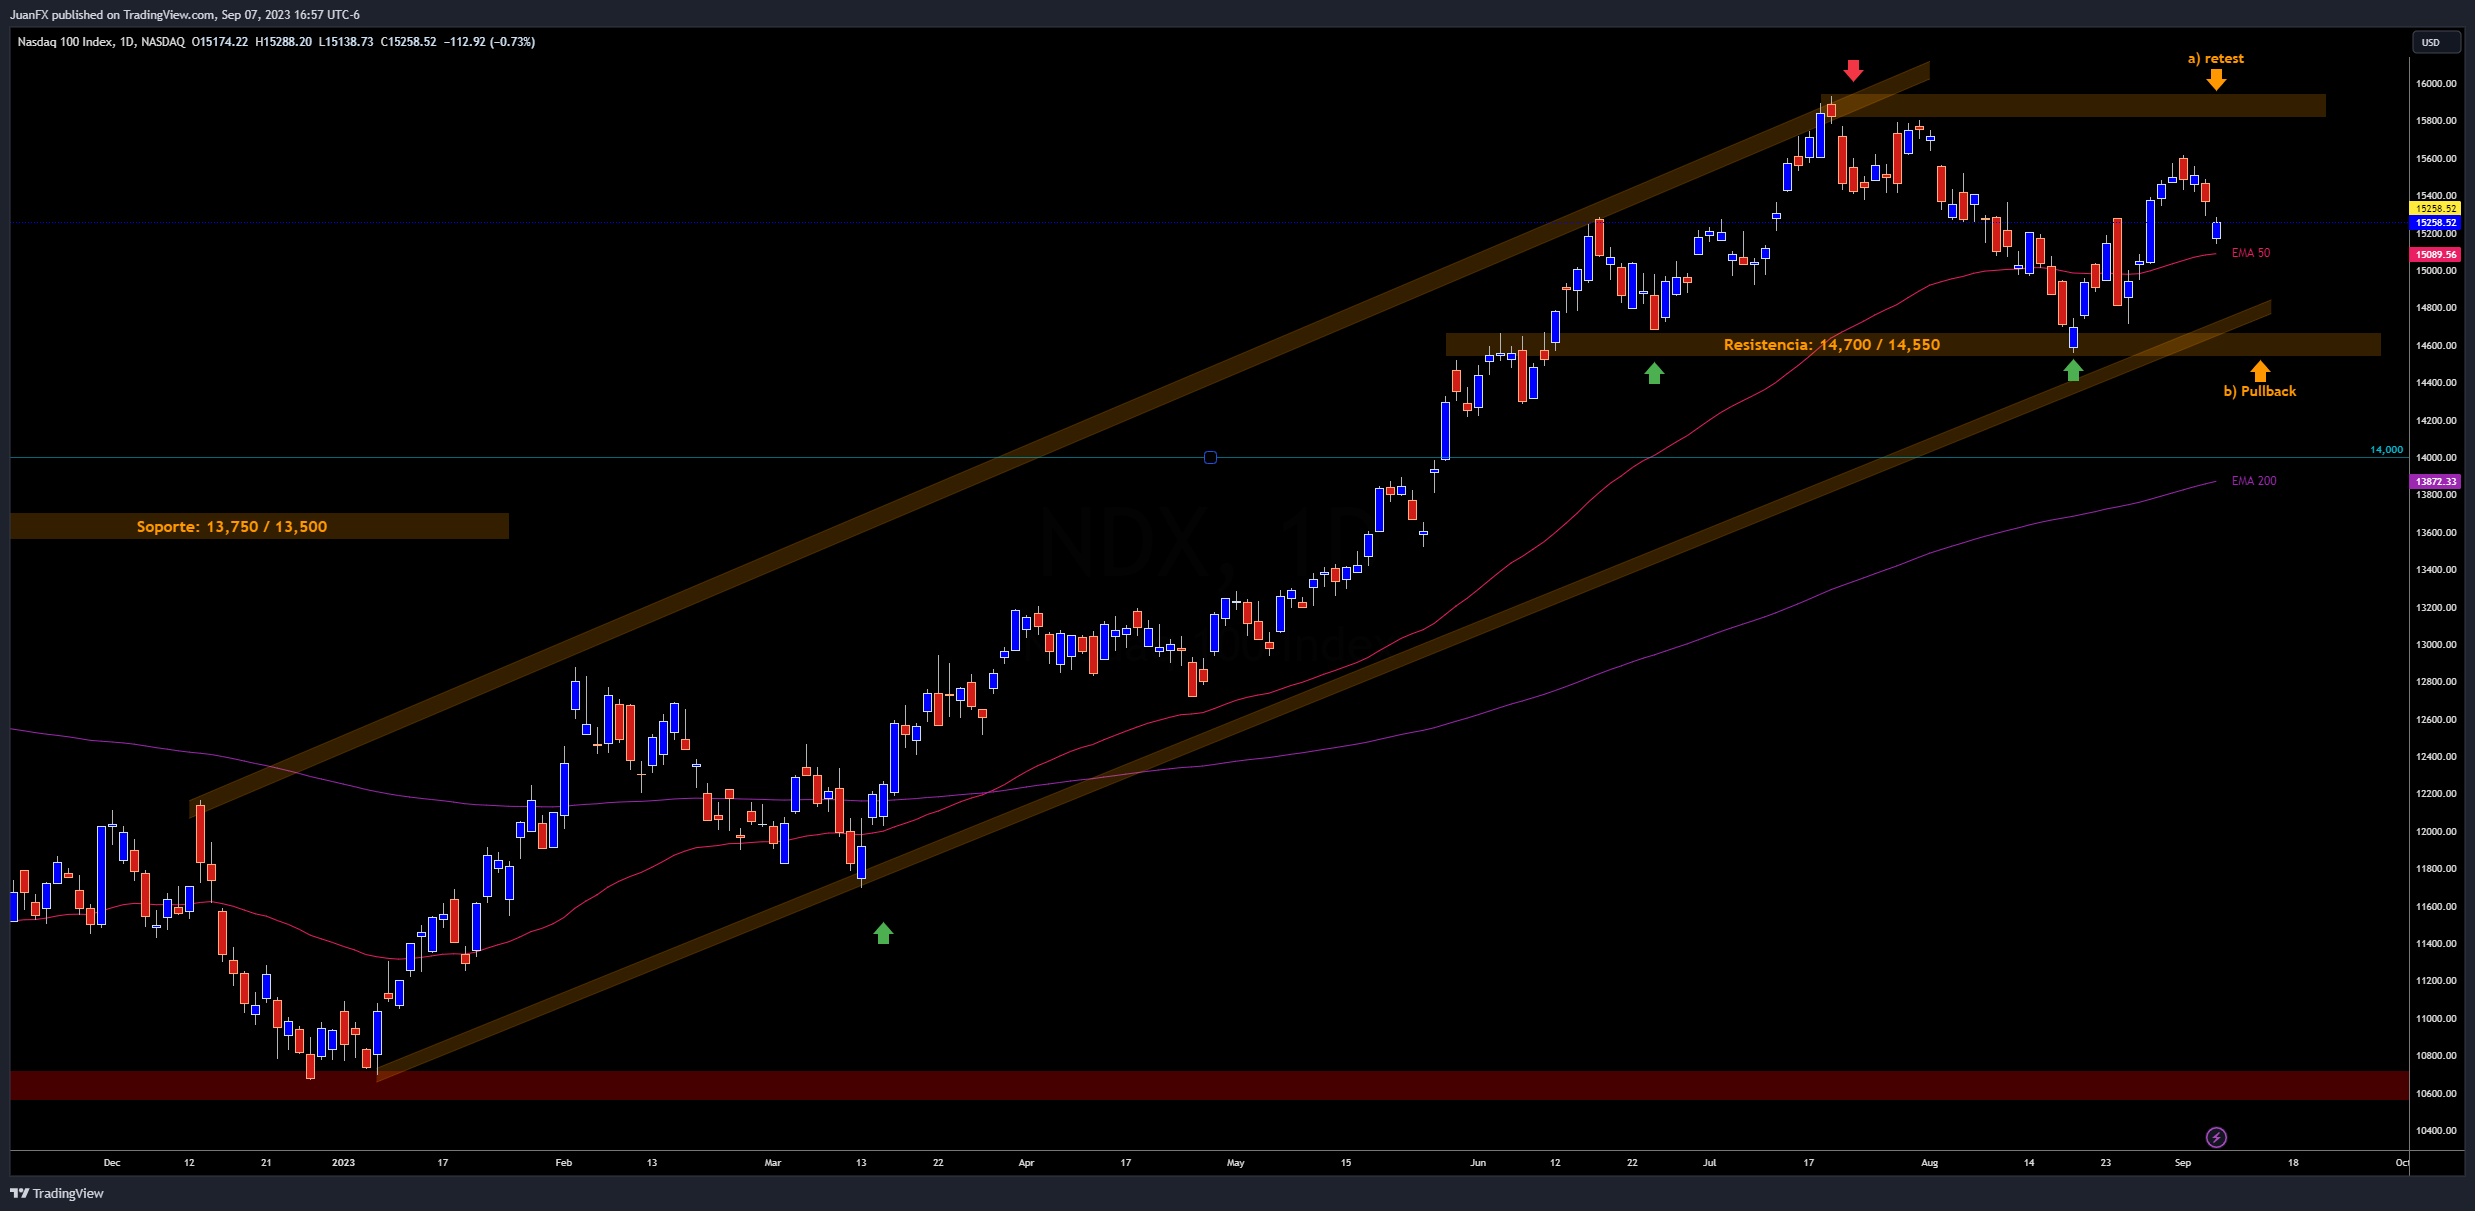 JuanFX published on TradingView.com, Sep 07, 2023 16:57 UTC-6
Nasdaq 100 Index, 1D, NASDAQ O15174.22 H15288.20 L15138.73 C15258.52 −112.92 (−0.73%)
USD
a) retest
16000.00
15800.00
15600.00
15400.00
15258.52
15258.52
15200.00
EMA 50
15089.56
15000.00
14800.00
Resistencia: 14,700 / 14,550
14600.00
14400.00
b) Pullback
14200.00
14,000
14000.00
EMA 200
13872.33
13800.00
NDX, 1D
Soporte: 13,750 / 13,500
13600.00
13400.00
13200.00
13000.00
12800.00
12600.00
12400.00
12200.00
12000.00
11800.00
11600.00
11400.00
11200.00
11000.00
10800.00
10600.00
10400.00
Dec 12 21 2023 17 Feb 13 Mar 13 22 Apr 17 May 15 Jun 12 22 Jul 17 Aug 14 23 Sep 18 Oct
TradingView